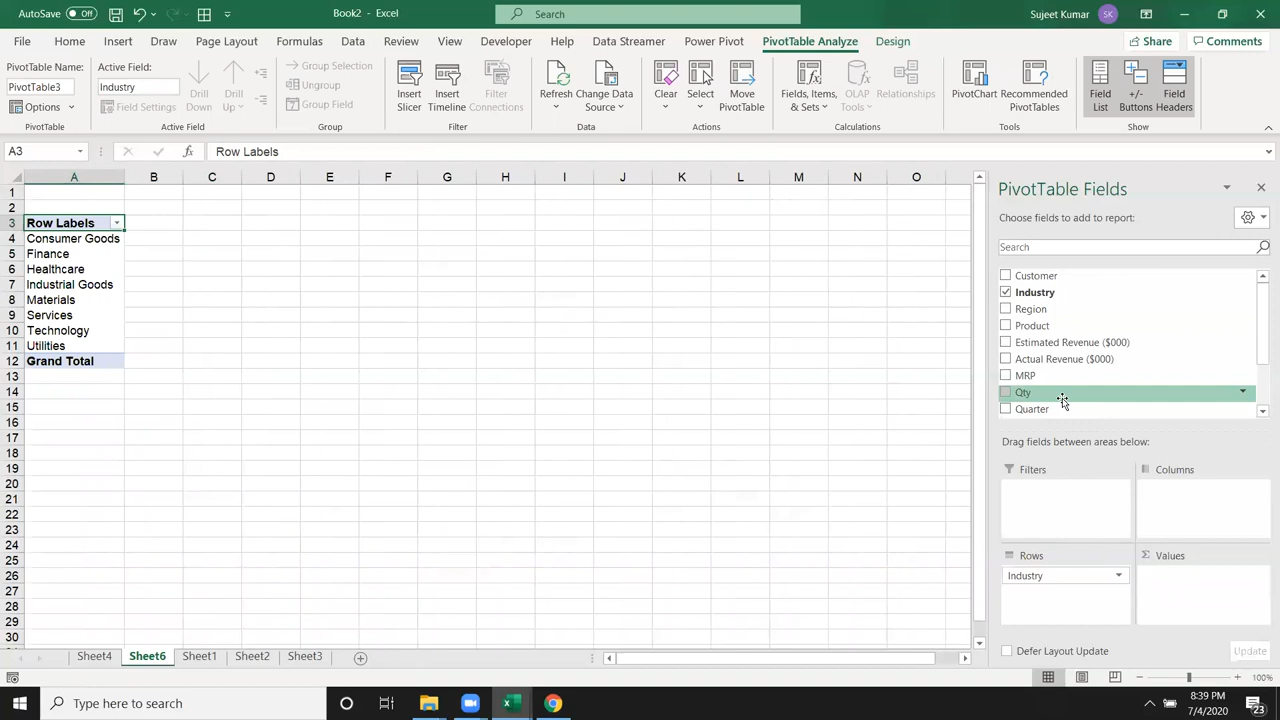 AutoSave Off Book2 - Excel Search Sujeet Kumar SK
File Home Insert Draw Page Layout Formulas Data Review View Developer Help Data Streamer Power Pivot PivotTable Analyze Design Share Comments
PivotTable Name:
PivotTable3
Options
PivotTable
Active Field:
Industry
Field Settings
Drill Down
Drill Up
Active Field
Group Selection
Ungroup
Group Field
Group
Insert Slicer
Insert Timeline
Filter Connections
Filter
Refresh
Change Data Source
Data
Clear
Select
Move PivotTable
Actions
Fields, Items, & Sets
OLAP Tools
Relationships
Calculations
PivotChart
Recommended PivotTables
Tools
Field List
+/- Buttons
Field Headers
Show
A3 fx Row Labels
A B C D E F G H I J K L M N O
1
2
3 Row Labels
4 Consumer Goods
5 Finance
6 Healthcare
7 Industrial Goods
8 Materials
9 Services
10 Technology
11 Utilities
12 Grand Total
13
14
15
16
17
18
19
20
21
22
23
24
25
26
27
28
29
30
PivotTable Fields
Choose fields to add to report:
Search
Customer
Industry
Region
Product
Estimated Revenue ($000)
Actual Revenue ($000)
MRP
Qty
Quarter
Drag fields between areas below:
Filters
Columns
Rows
Σ Values
Industry
Defer Layout Update Update
Sheet4 Sheet6 Sheet1 Sheet2 Sheet3
100%
Type here to search
8:39 PM
7/4/2020
23